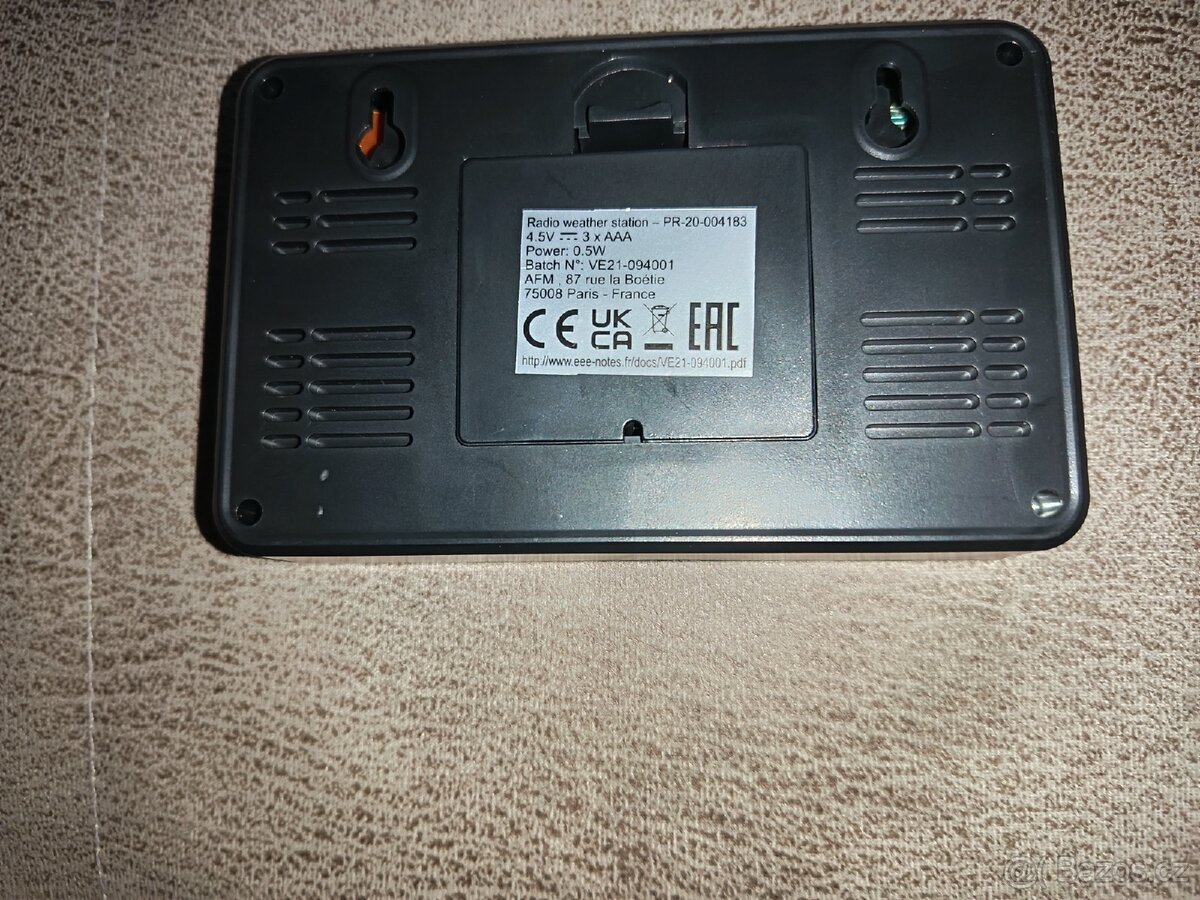 Radio weather station – PR-20-004183
4.5V ⎓ 3 x AAA
Power: 0.5W
Batch N°: VE21-094001
AFM , 87 rue la Boétie
75008 Paris - France
CE UK CA EAC
http://www.eee-notes.fr/docs/VE21-094001.pdf
Bazos.cz